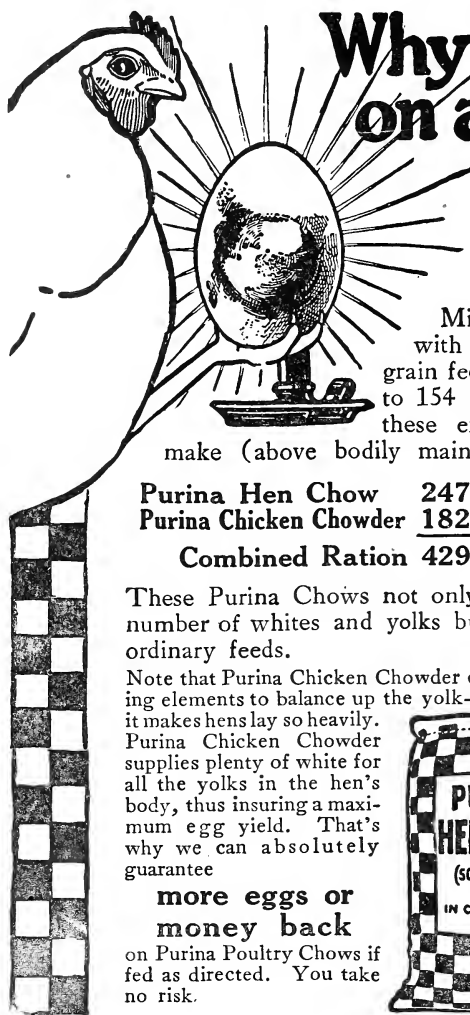 Why
on a
Mi
with
grain fee
to 154
these e
make (above bodily main
Purina Hen Chow 247
Purina Chicken Chowder 182
Combined Ration 429
These Purina Chows not only
number of whites and yolks bu
ordinary feeds.
Note that Purina Chicken Chowder
ing elements to balance up the yolk-
it makes hens lay so heavily.
Purina Chicken Chowder
supplies plenty of white for
all the yolks in the hen's
body, thus insuring a maxi-
mum egg yield. That's
why we can absolutely
guarantee
more eggs or
money back
on Purina Poultry Chows if
fed as directed. You take
no risk.
P
HE
(SC
IN C